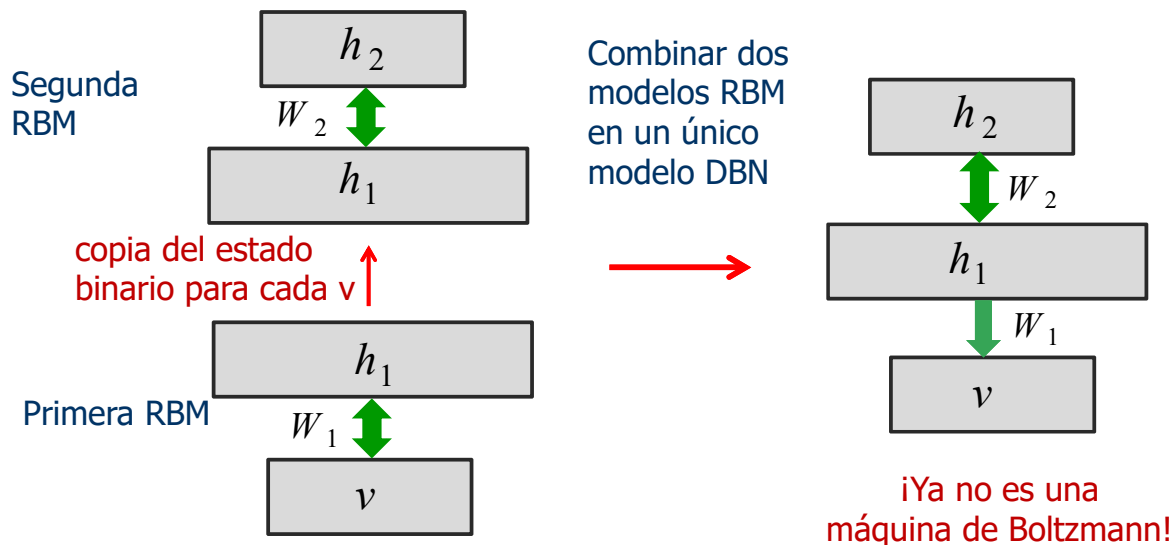 h₂
Segunda
RBM
W₂
h₁
copia del estado
binario para cada v
h₁
Primera RBM
W₁
v
Combinar dos
modelos RBM
en un único
modelo DBN
h₂
W₂
h₁
W₁
v
¡Ya no es una
máquina de Boltzmann!